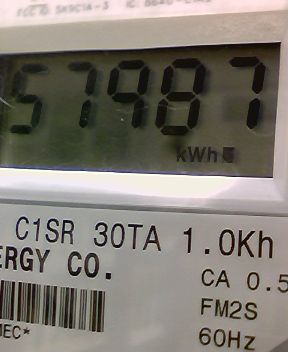 57987
kWh
C1SR 30TA 1.0Kh
ERGY CO.
CA 0.5
FM2S
60Hz